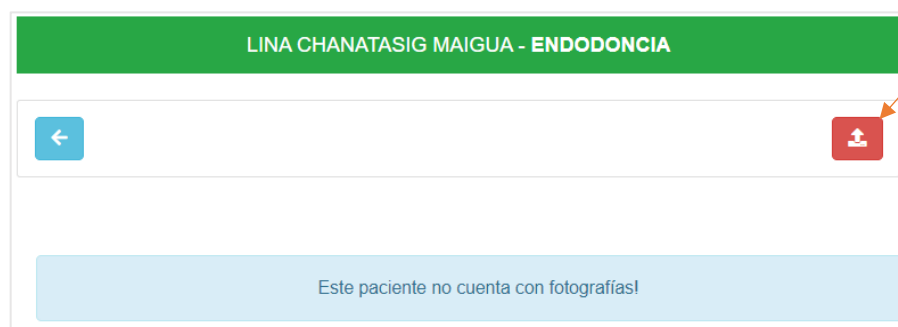 LINA CHANATASIG MAIGUA - ENDODONCIA
Este paciente no cuenta con fotografías!